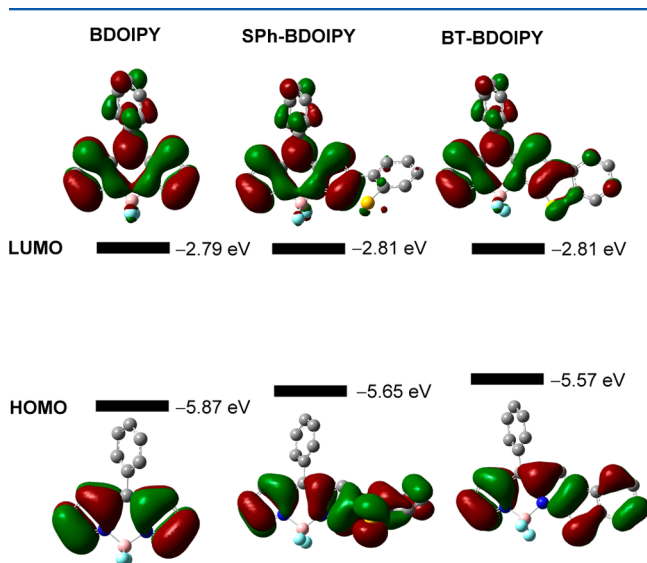 BDOIPY SPh-BDOIPY BT-BDOIPY
LUMO −2.79 eV −2.81 eV −2.81 eV
−5.57 eV
−5.65 eV
HOMO −5.87 eV